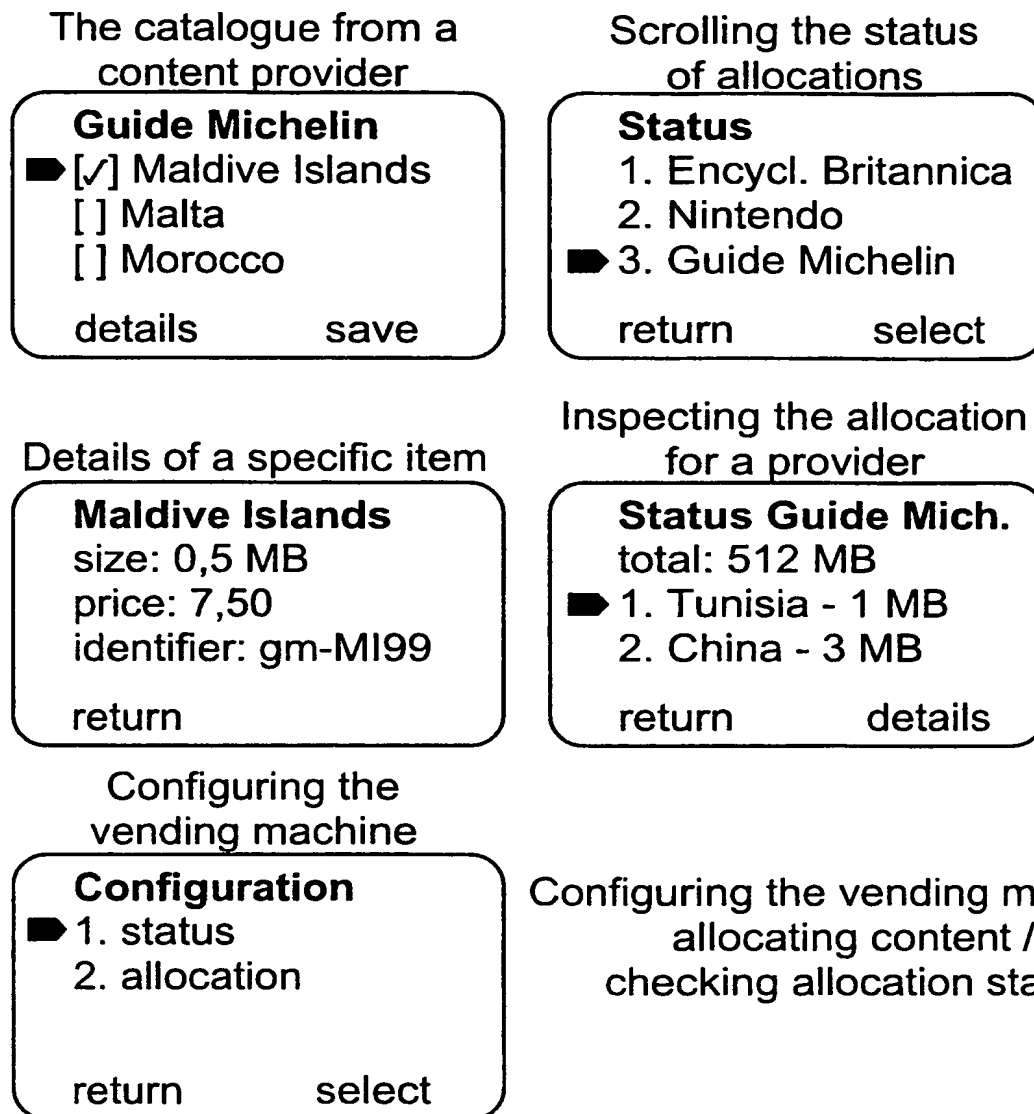 The catalogue from a
content provider
Guide Michelin
[✓] Maldive Islands
[ ] Malta
[ ] Morocco
details save
Scrolling the status
of allocations
Status
1. Encycl. Britannica
2. Nintendo
3. Guide Michelin
return select
Details of a specific item
Maldive Islands
size: 0,5 MB
price: 7,50
identifier: gm-MI99
return
Inspecting the allocation
for a provider
Status Guide Mich.
total: 512 MB
1. Tunisia - 1 MB
2. China - 3 MB
return details
Configuring the
vending machine
Configuration
1. status
2. allocation
return select
Configuring the vending
allocating content /
checking allocation